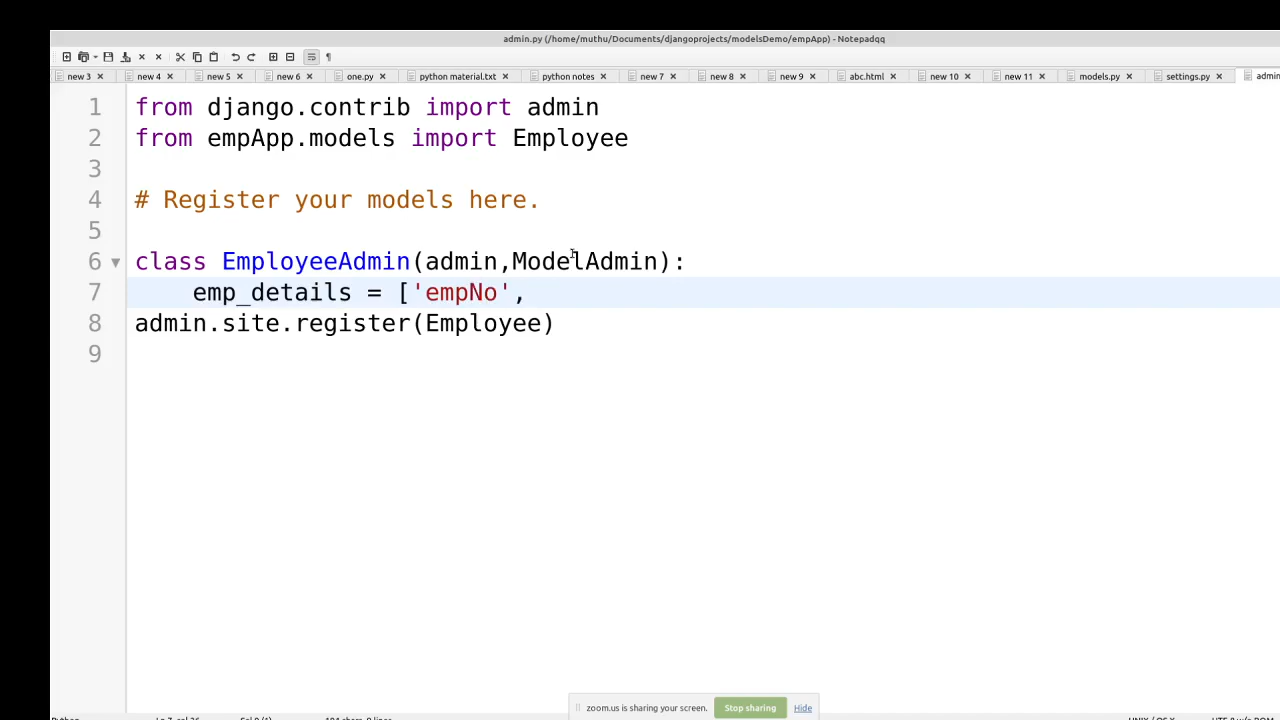 admin.py (/home/muthu/Documents/djangoprojects/modelsDemo/empApp) - Notepadqq
new 3 new 4 new 5 new 6 one.py python material.txt python notes new 7 new 8 new 9 abc.html new 10 new 11 models.py settings.py admin
1 from django.contrib import admin
2 from empApp.models import Employee
3
4 # Register your models here.
5
6 class EmployeeAdmin(admin,ModelAdmin):
7 emp_details = ['empNo',
8 admin.site.register(Employee)
9
zoom.us is sharing your screen. Stop sharing Hide